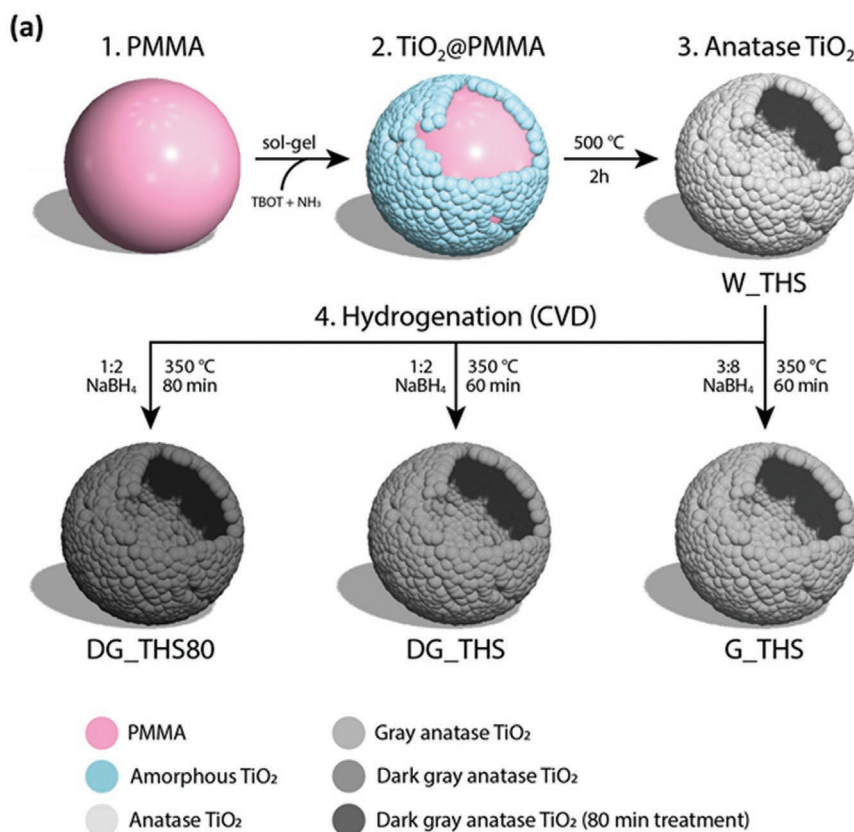 (a)
1. PMMA
2. TiO₂@PMMA
3. Anatase TiO₂
sol-gel
TBOT + NH₃
500 °C
2h
W_THS
4. Hydrogenation (CVD)
1:2
NaBH₄
350 °C
80 min
1:2
NaBH₄
350 °C
60 min
3:8
NaBH₄
350 °C
60 min
DG_THS80
DG_THS
G_THS
PMMA
Amorphous TiO₂
Anatase TiO₂
Gray anatase TiO₂
Dark gray anatase TiO₂
Dark gray anatase TiO₂ (80 min treatment)